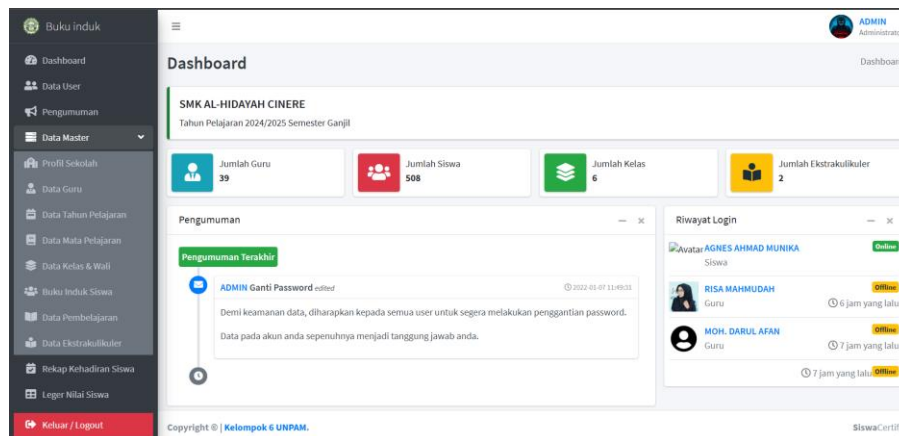 Buku induk
ADMIN
Administrato
Dashboard
Data User
Pengumuman
Data Master
Profil Sekolah
Data Guru
Data Tahun Pelajaran
Data Mata Pelajaran
Data Kelas & Wali
Buku Induk Siswa
Data Pembelajaran
Data Ekstrakulikuler
Rekap Kehadiran Siswa
Leger Nilai Siswa
Keluar / Logout
Dashboard
Dashboar
SMK AL-HIDAYAH CINERE
Tahun Pelajaran 2024/2025 Semester Ganjil
Jumlah Guru
39
Jumlah Siswa
508
Jumlah Kelas
6
Jumlah Ekstrakulikuler
2
Pengumuman
Pengumuman Terakhir
ADMIN Ganti Password edited 2022-01-07 11:49:31
Demi keamanan data, diharapkan kepada semua user untuk segera melakukan penggantian password.
Data pada akun anda sepenuhnya menjadi tanggung jawab anda.
Riwayat Login
Avatar AGNES AHMAD MUNIKA Online
Siswa
RISA MAHMUDAH Offline
Guru 6 jam yang lalu
MOH. DARUL AFAN Offline
Guru 7 jam yang lalu
7 jam yang lalu Offline
Copyright © | Kelompok 6 UNPAM.
SiswaCertif